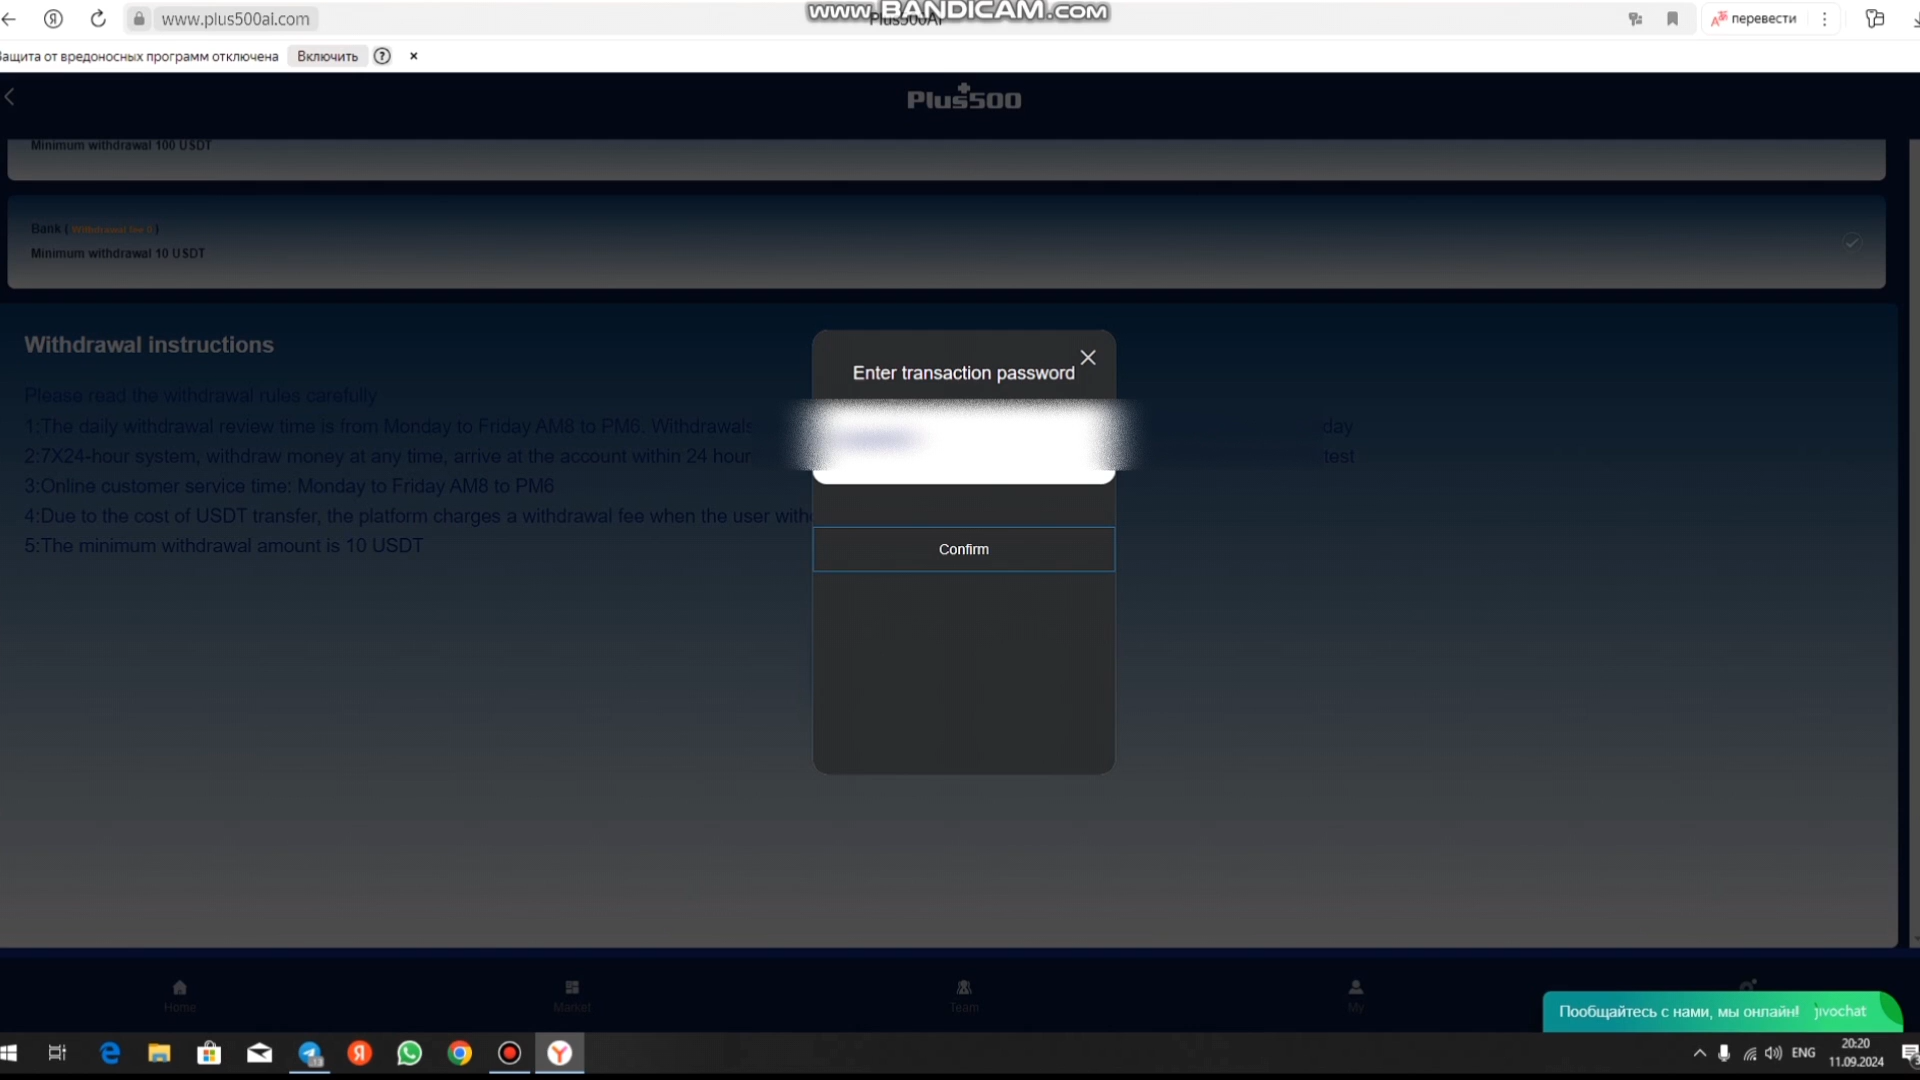 www.BANDICAM.com
www.plus500ai.com
Plus500AI
перевести
ащита от вредоносных программ отключена
Включить
Plus500
Minimum withdrawal 100 USDT
Bank ( Withdrawal fee 0 )
Minimum withdrawal 10 USDT
Withdrawal instructions
Enter transaction password
Please read the withdrawal rules carefully
1:The daily withdrawal review time is from Monday to Friday AM8 to PM6. Withdrawals day
2:7X24-hour system, withdraw money at any time, arrive at the account within 24 hour test
3:Online customer service time: Monday to Friday AM8 to PM6
4:Due to the cost of USDT transfer, the platform charges a withdrawal fee when the user with
5:The minimum withdrawal amount is 10 USDT
Confirm
Home
Market
Team
My
Пообщайтесь с нами, мы онлайн! jivochat
ENG
20:20
11.09.2024